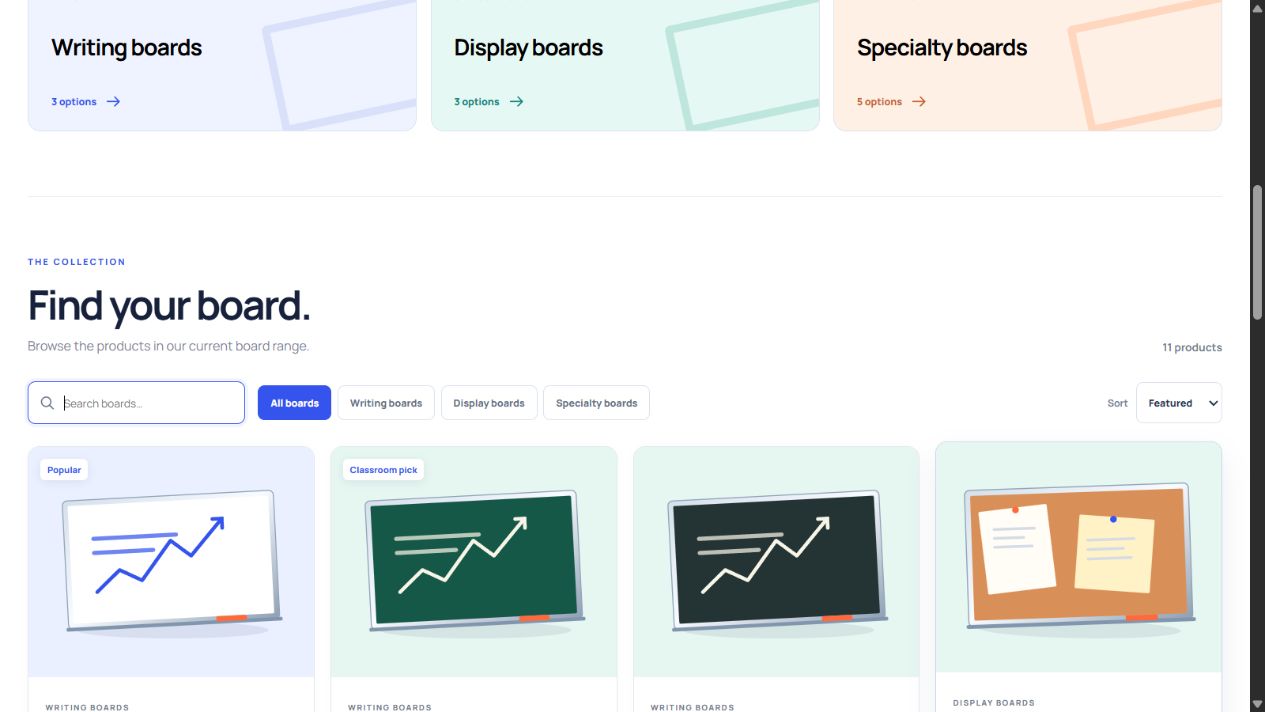 Writing boards
3 options
Display boards
3 options
Specialty boards
5 options
THE COLLECTION
Find your board.
Browse the products in our current board range.
11 products
Search boards...
All boards
Writing boards
Display boards
Specialty boards
Sort
Featured
Popular
Classroom pick
WRITING BOARDS
WRITING BOARDS
WRITING BOARDS
DISPLAY BOARDS